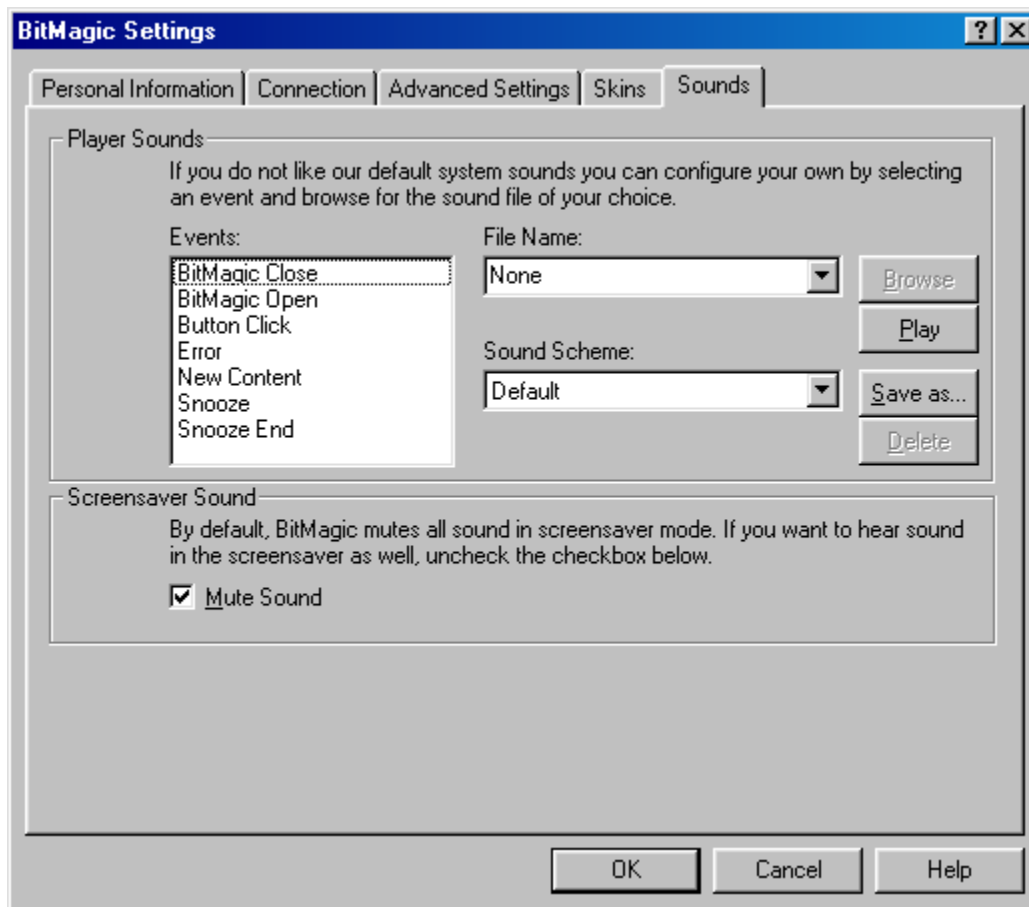 BitMagic Settings
Personal Information Connection Advanced Settings Skins Sounds
Player Sounds
If you do not like our default system sounds you can configure your own by selecting
an event and browse for the sound file of your choice.
Events: File Name:
BitMagic Close None Browse
BitMagic Open
Button Click Play
Error Sound Scheme:
New Content Default Save as...
Snooze
Snooze End Delete
Screensaver Sound
By default, BitMagic mutes all sound in screensaver mode. If you want to hear sound
in the screensaver as well, uncheck the checkbox below.
Mute Sound
OK Cancel Help